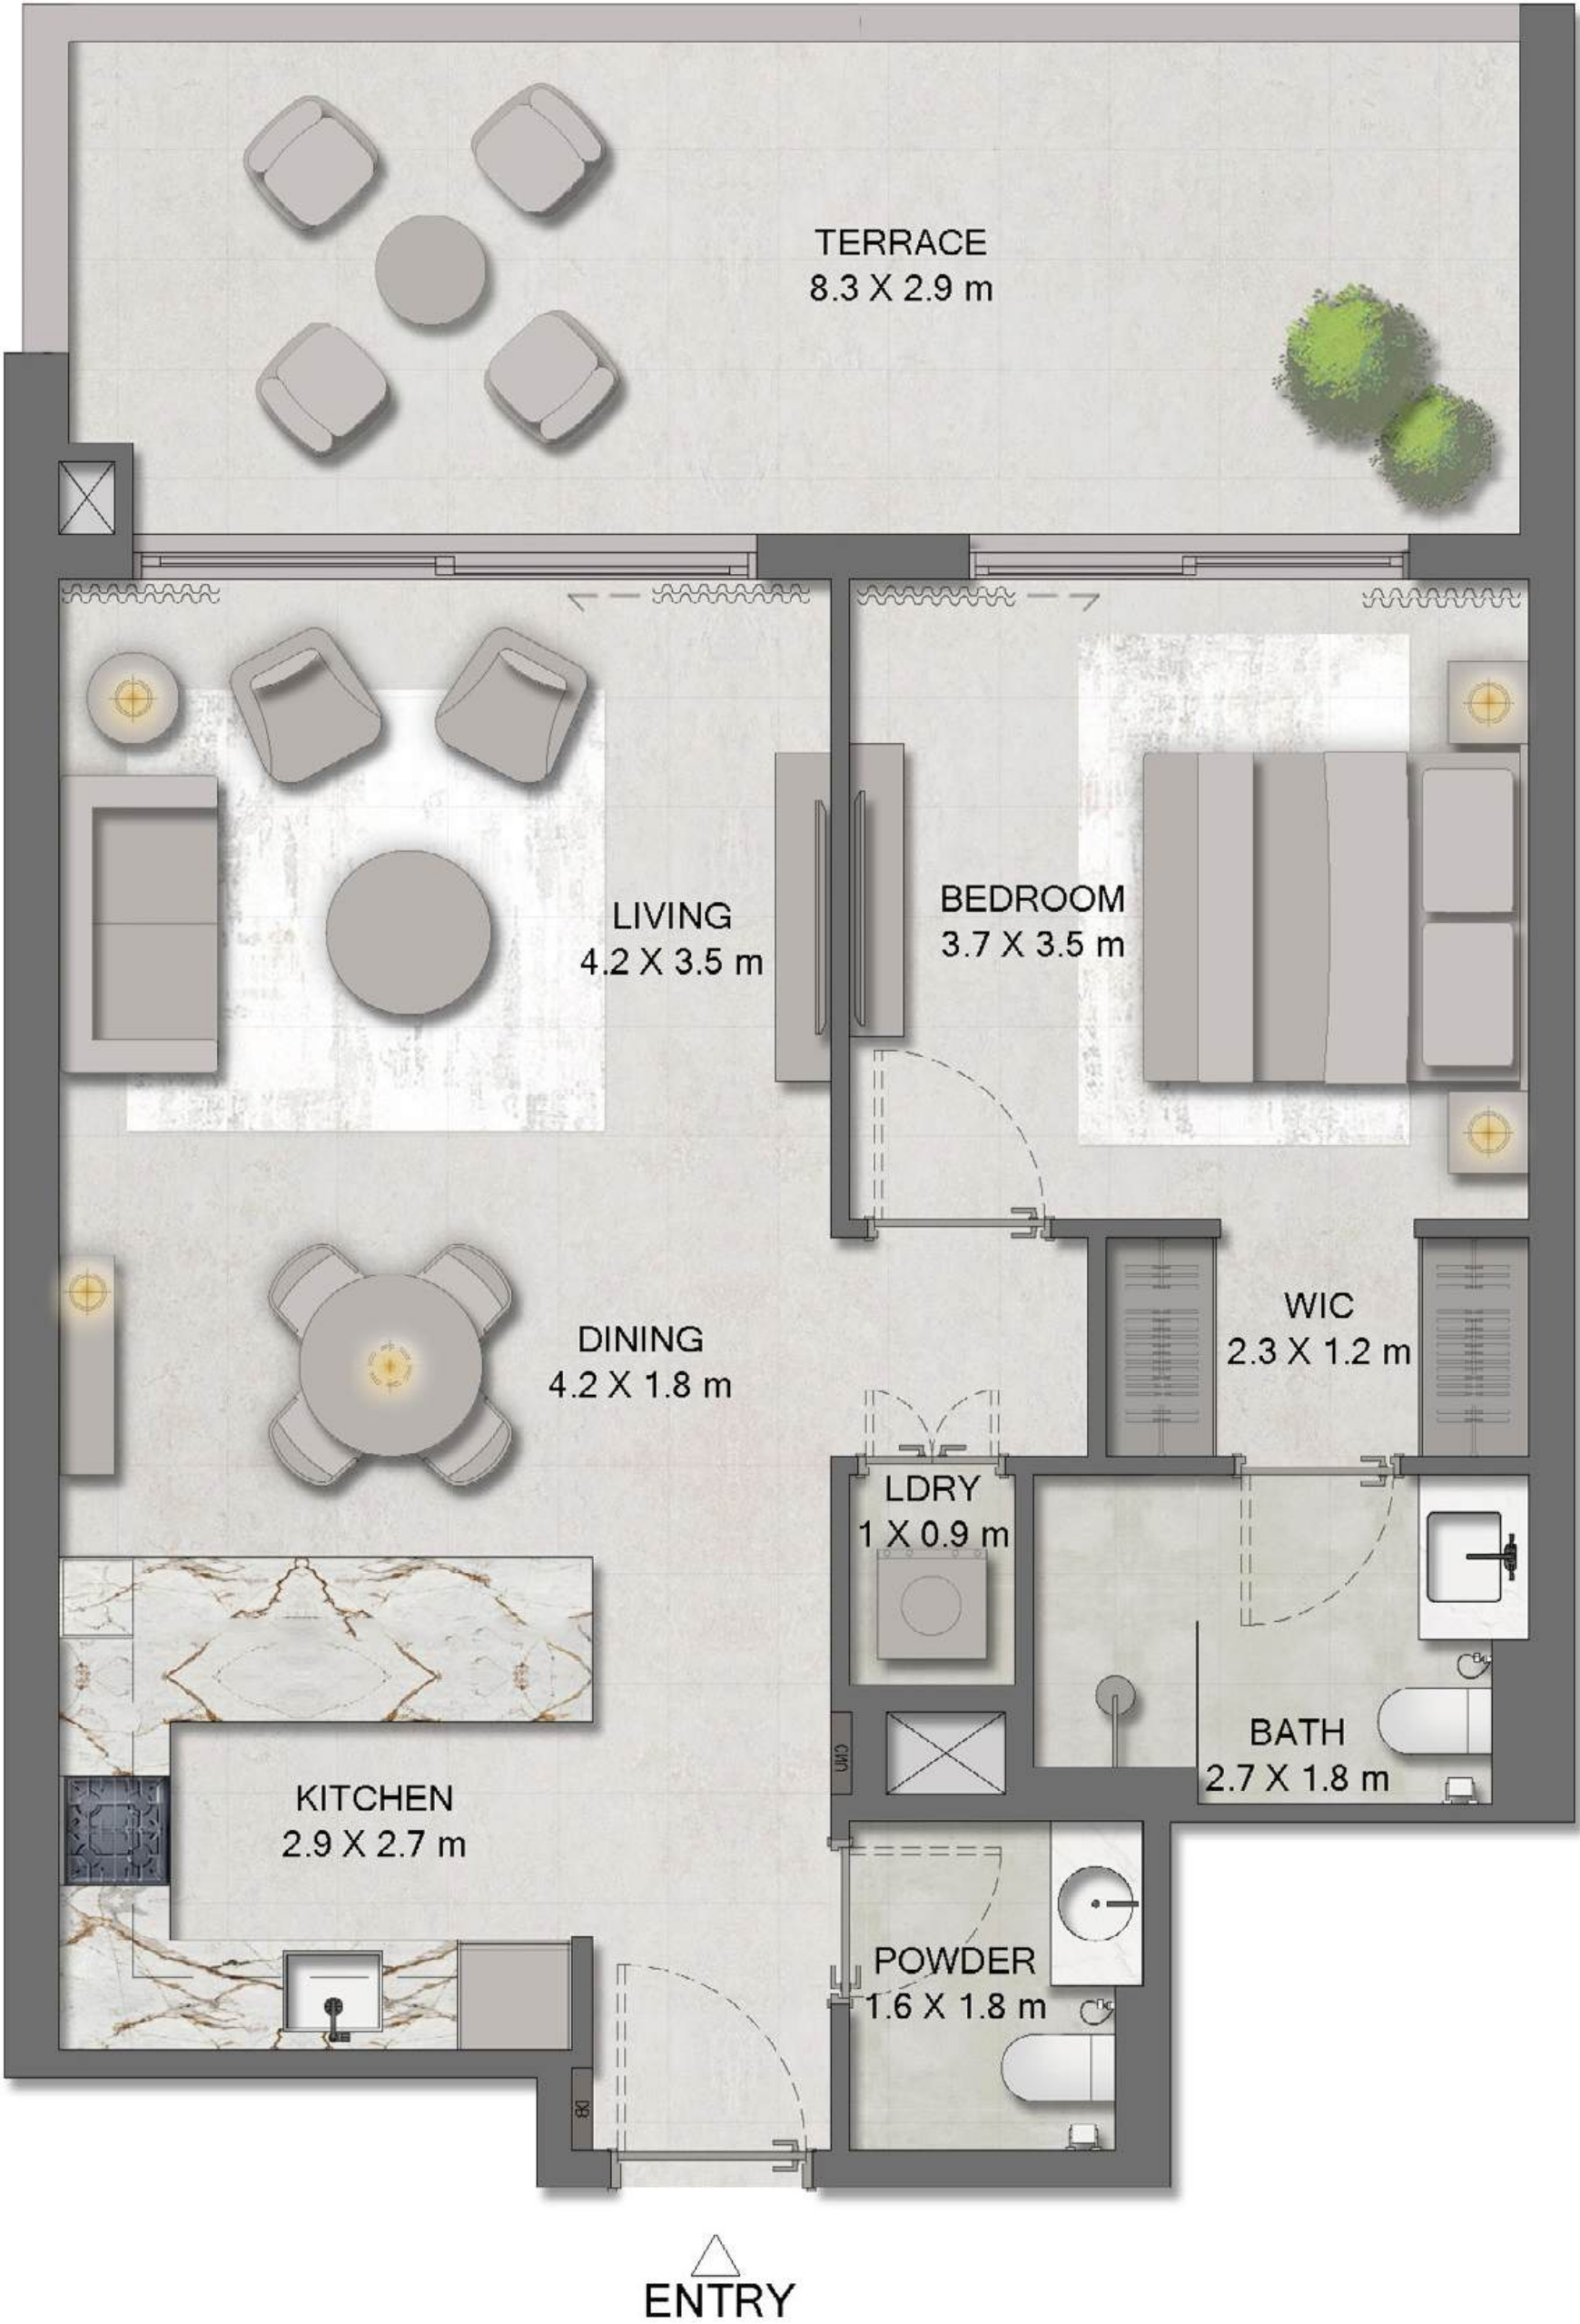 TERRACE
8.3 X 2.9 m
LIVING
4.2 X 3.5 m
BEDROOM
3.7 X 3.5 m
DINING
4.2 X 1.8 m
WIC
2.3 X 1.2 m
LDRY
1 X 0.9 m
BATH
2.7 X 1.8 m
KITCHEN
2.9 X 2.7 m
POWDER
1.6 X 1.8 m
DB
ENTRY